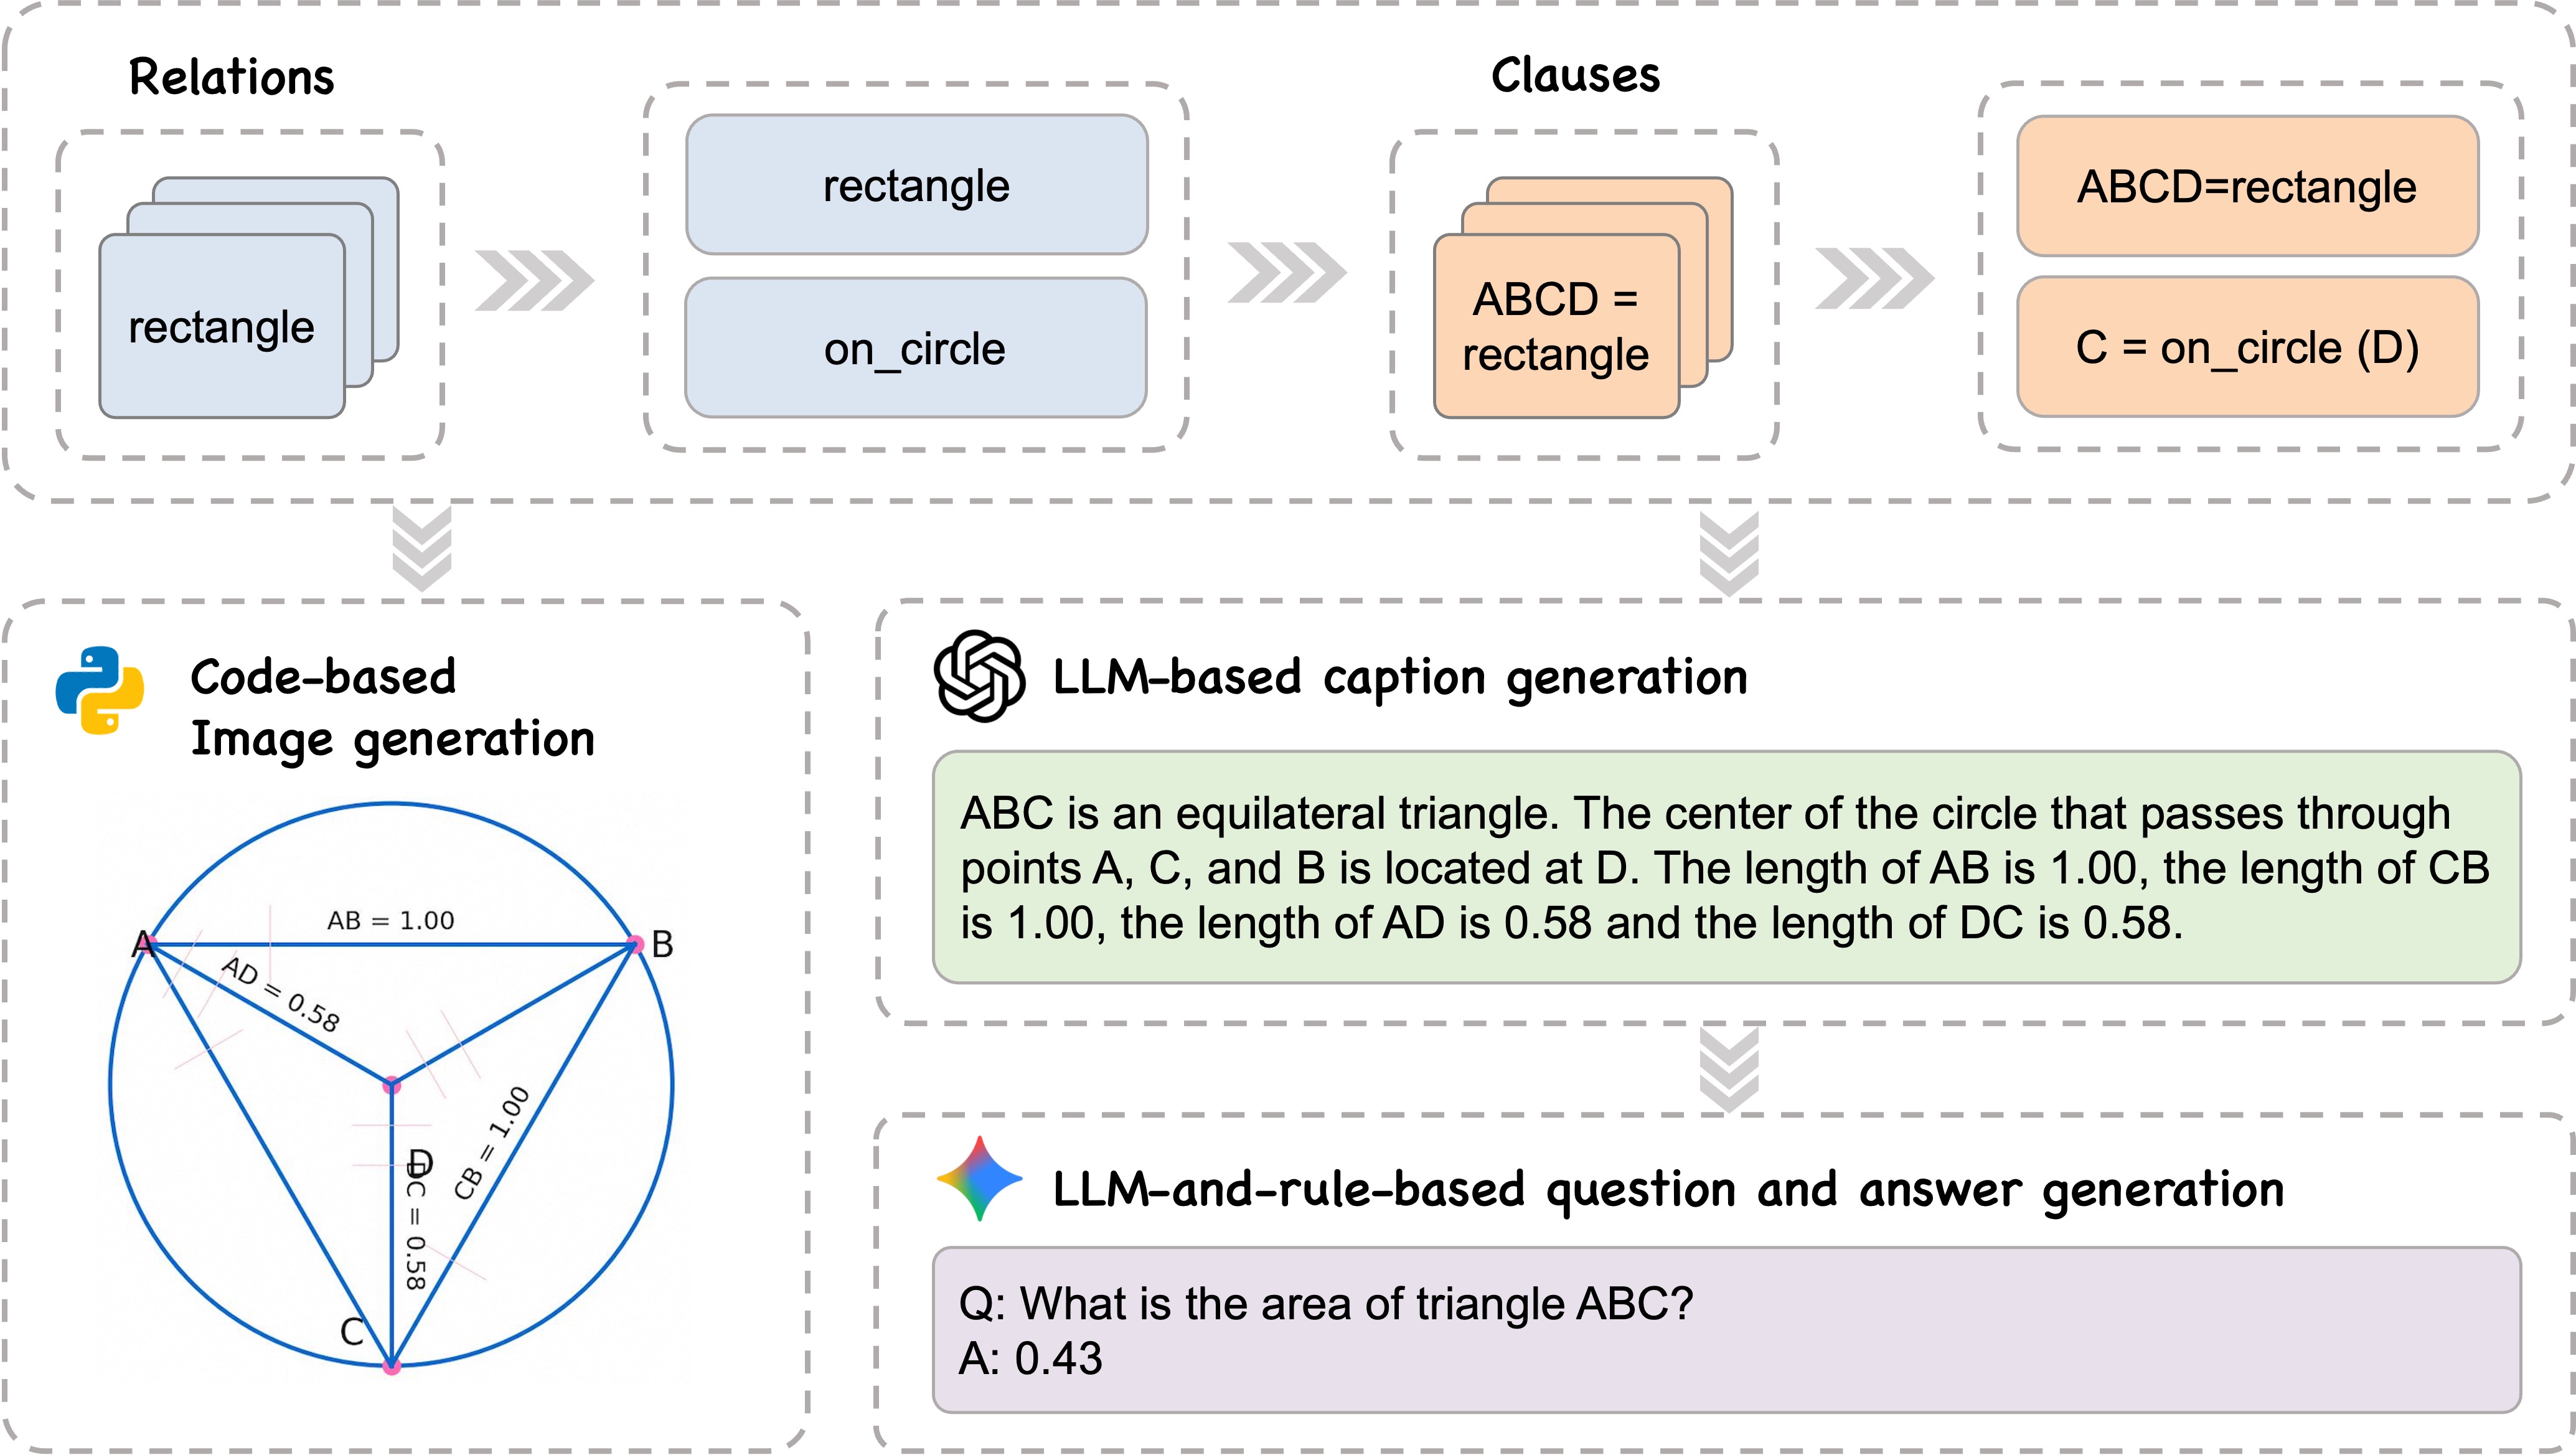 Relations
Clauses
rectangle
rectangle
on_circle
ABCD =
rectangle
ABCD=rectangle
C = on_circle (D)
Code-based
Image generation
AB = 1.00
A
B
AD = 0.58
CB = 1.00
D
DC = 0.58
C
LLM-based caption generation
ABC is an equilateral triangle. The center of the circle that passes through
points A, C, and B is located at D. The length of AB is 1.00, the length of CB
is 1.00, the length of AD is 0.58 and the length of DC is 0.58.
LLM-and-rule-based question and answer generation
Q: What is the area of triangle ABC?
A: 0.43